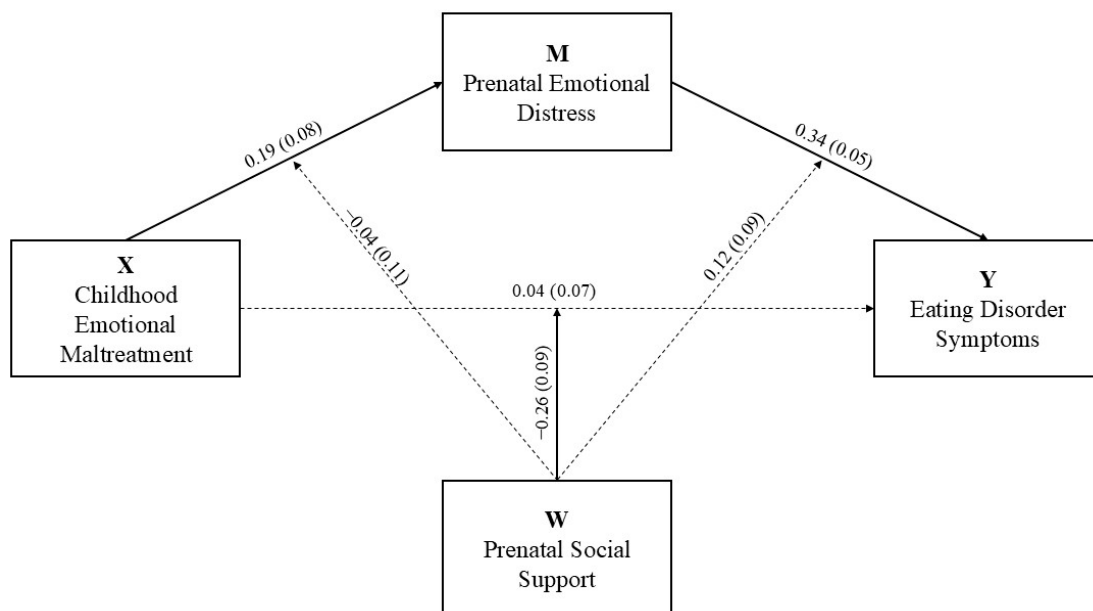 M
Prenatal Emotional
Distress
0.19 (0.08)
0.34 (0.05)
−0.04 (0.11)
0.12 (0.09)
X
Childhood
Emotional
Maltreatment
0.04 (0.07)
Y
Eating Disorder
Symptoms
−0.26 (0.09)
W
Prenatal Social
Support